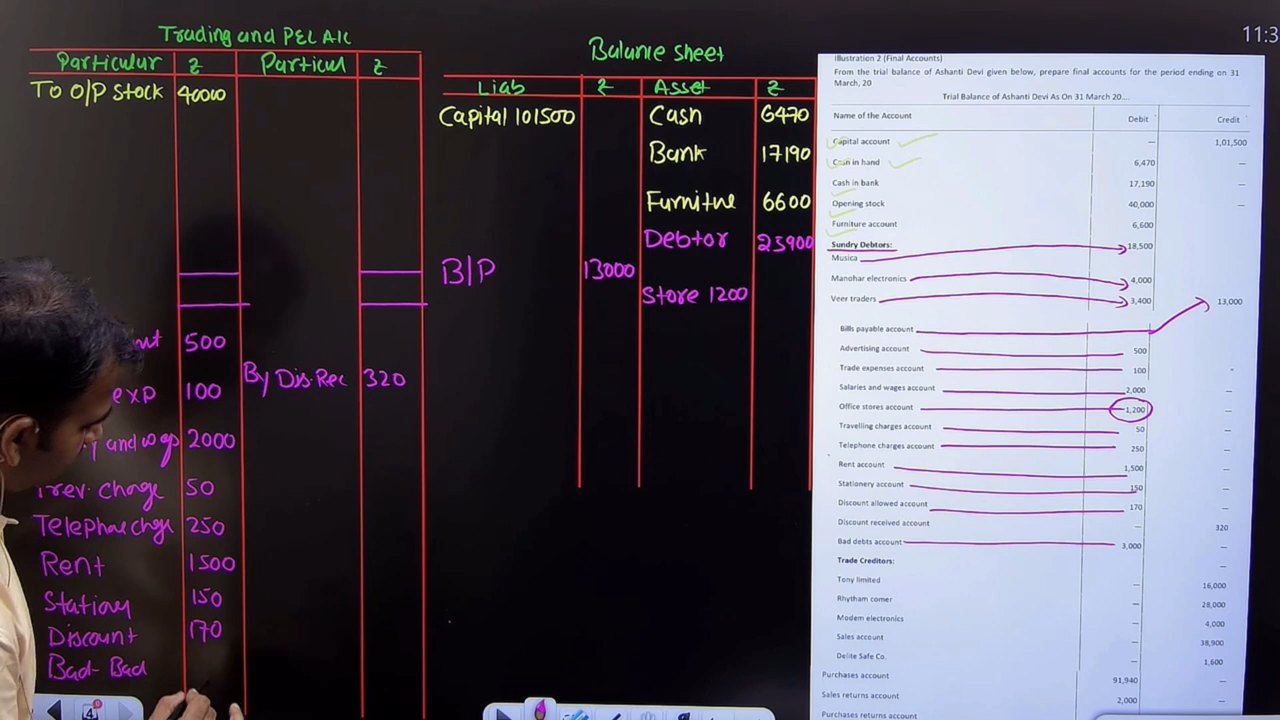 11:3
Trading and P&L A/C
Particular ₹ Particul ₹
To O/P Stock 40000
500
exp 100
By Dis. Rec 320
y and wgs 2000
Trev. Charge 50
Telephone Chgs 250
Rent 1500
Stationy 150
Discount 170
Bad-Bad
Balance sheet
Liab ₹ Asset ₹
Capital 101500 Cash 6470
Bank 17190
Furnitue 6600
Debtor 25900
B/P 13000
Store 1200
Illustration 2 (Final Accounts)
From the trial balance of Ashanti Devi given below, prepare final accounts for the period ending on 31
March, 20
Trial Balance of Ashanti Devi As On 31 March 20....
Name of the Account Debit Credit
Capital account — 1,01,500
Cash in hand 6,470 —
Cash in bank 17,190 —
Opening stock 40,000 —
Furniture account 6,600
Sundry Debtors: 18,500
Musica
Manohar electronics 4,000
Veer traders 3,400 13,000
Bills payable account
Advertising account 500 —
Trade expenses account 100
Salaries and wages account 2,000 —
Office stores account 1,200 —
Travelling charges account 50 —
Telephone charges account 250 —
Rent account 1,500 —
Stationery account 150 —
Discount allowed account 170 —
Discount received account — 320
Bad debts account 3,000 —
Trade Creditors:
Tony limited — 16,000
Rhytham comer — 28,000
Modern electronics — 4,000
Sales account — 38,900
Delite Safe Co. — 1,600
Purchases account 91,940 —
Sales returns account 2,000 —
Purchases returns account
4